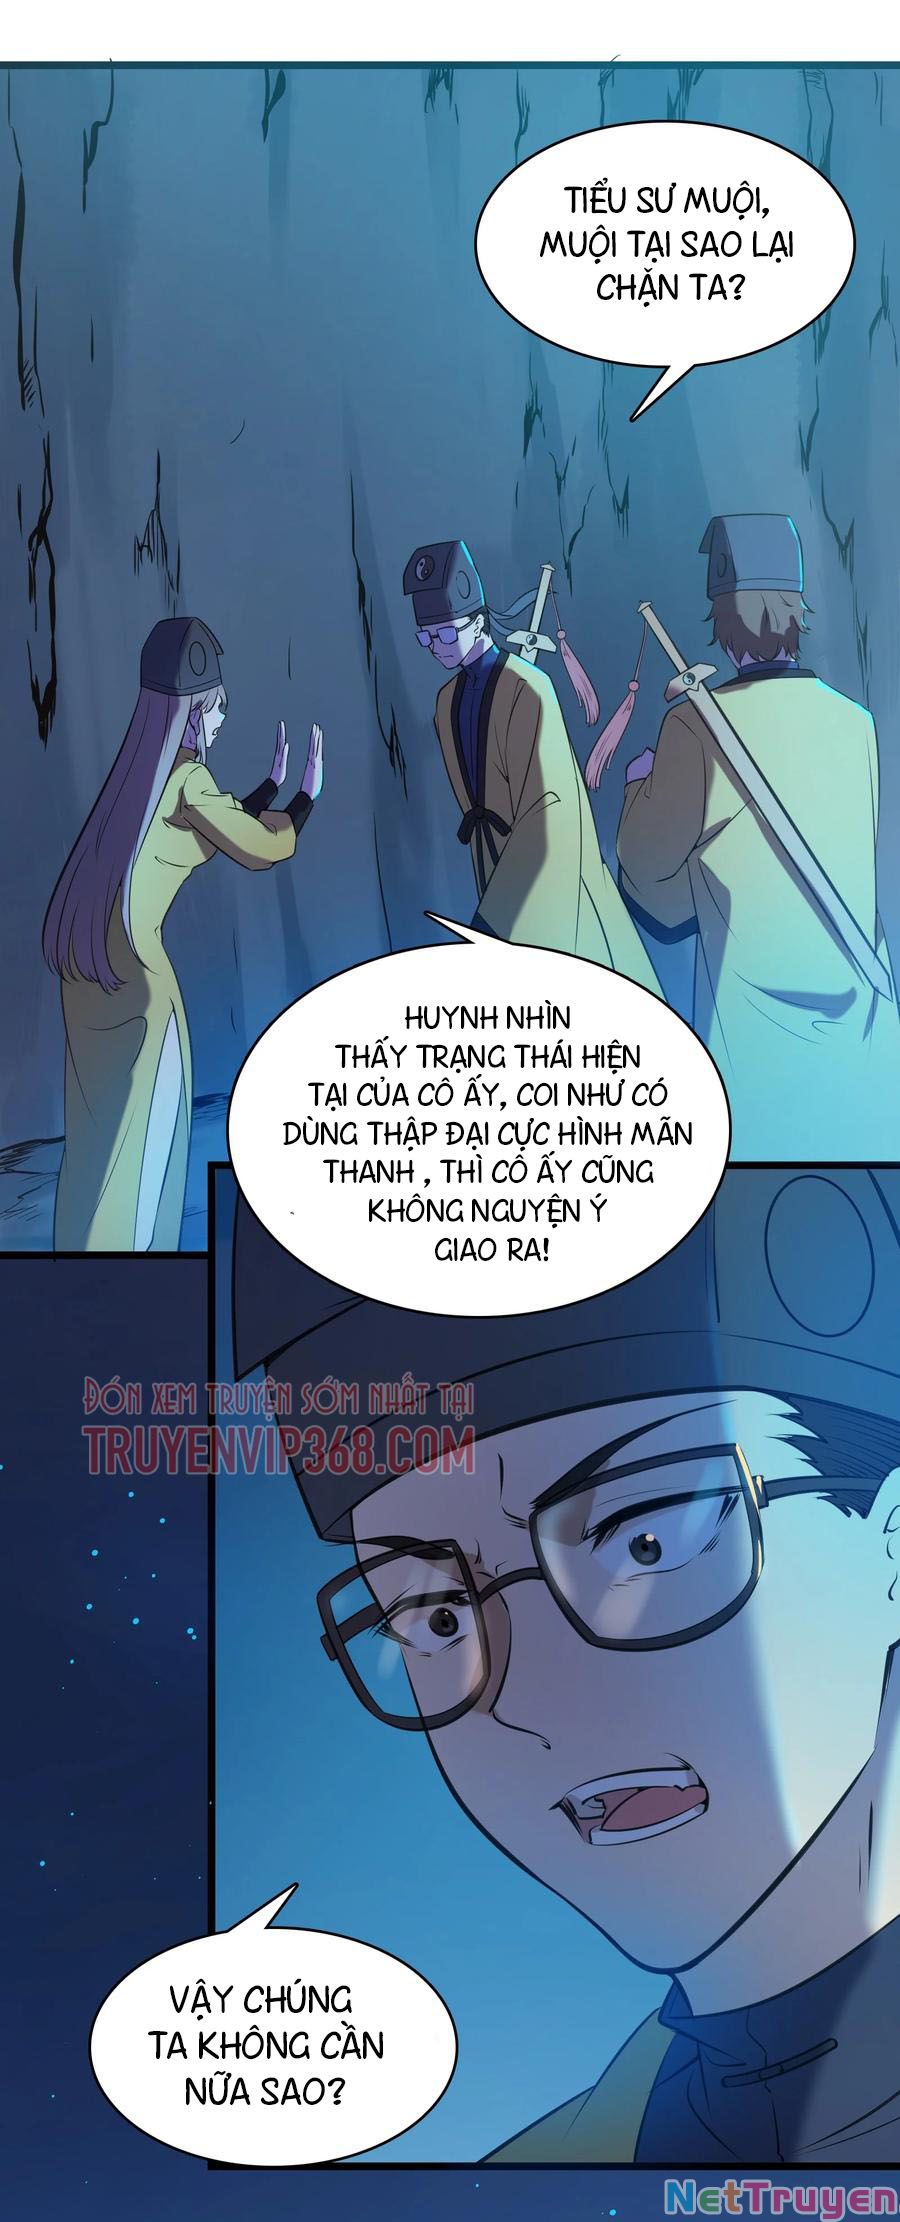 TIỂU SƯ MUỘI,
MUỘI TẠI SAO LẠI
CHẶN TA?
HUYNH NHÌN
THẤY TRẠNG THÁI HIỆN
TẠI CỦA CÔ ẤY, COI NHƯ CÓ
DÙNG THẬP ĐẠI CỰC HÌNH MÃN
THANH , THÌ CÔ ẤY CŨNG
KHÔNG NGUYỆN Ý
GIAO RA!
ĐÓN XEM TRUYỆN SỚM NHẤT TẠI
TRUYENVIP368.COM
VẬY CHÚNG
TA KHÔNG CẦN
NỮA SAO?
NetTruyen